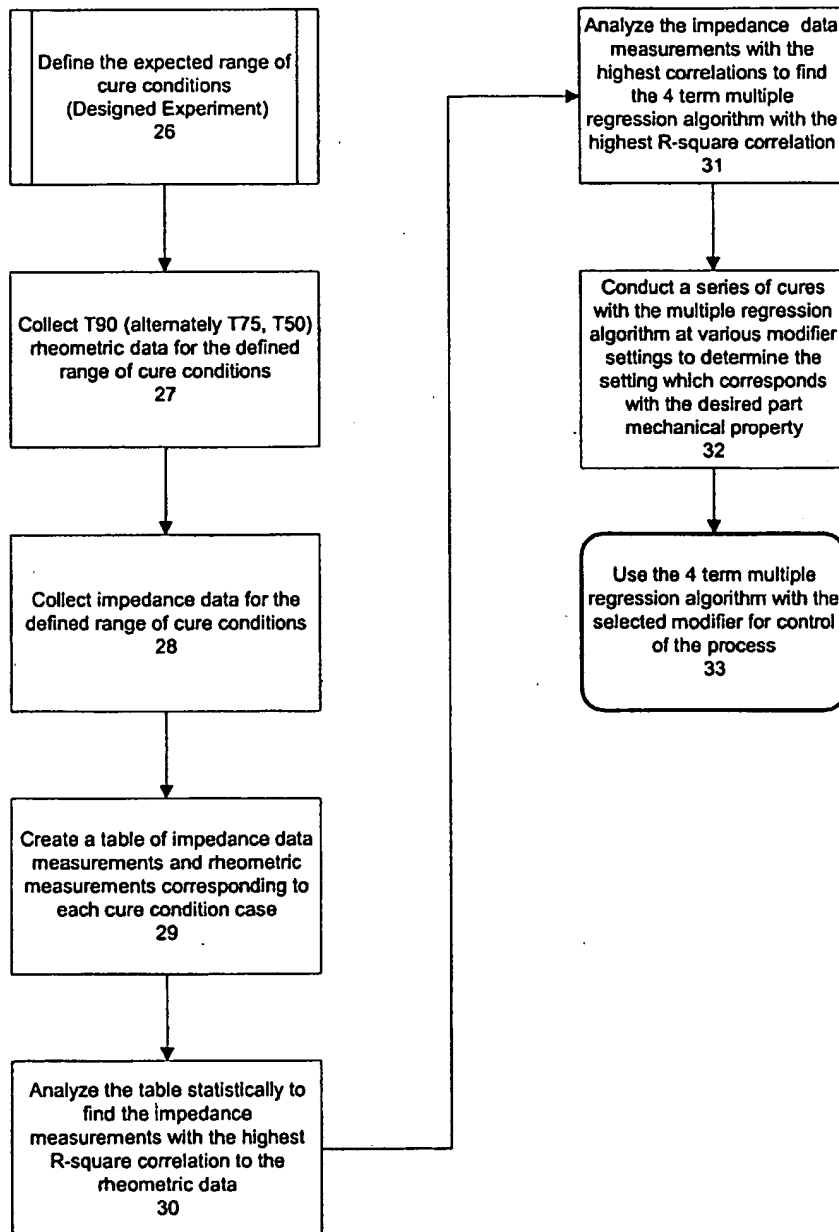 Define the expected range of
cure conditions
(Designed Experiment)
26
Collect T90 (alternately T75, T50)
rheometric data for the defined
range of cure conditions
27
Collect impedance data for the
defined range of cure conditions
28
Create a table of impedance data
measurements and rheometric
measurements corresponding to
each cure condition case
29
Analyze the table statistically to
find the impedance
measurements with the highest
R-square correlation to the
rheometric data
30
Analyze the impedance data
measurements with the
highest correlations to find
the 4 term multiple
regression algorithm with the
highest R-square correlation
31
Conduct a series of cures
with the multiple regression
algorithm at various modifier
settings to determine the
setting which corresponds
with the desired part
mechanical property
32
Use the 4 term multiple
regression algorithm with the
selected modifier for control
of the process
33